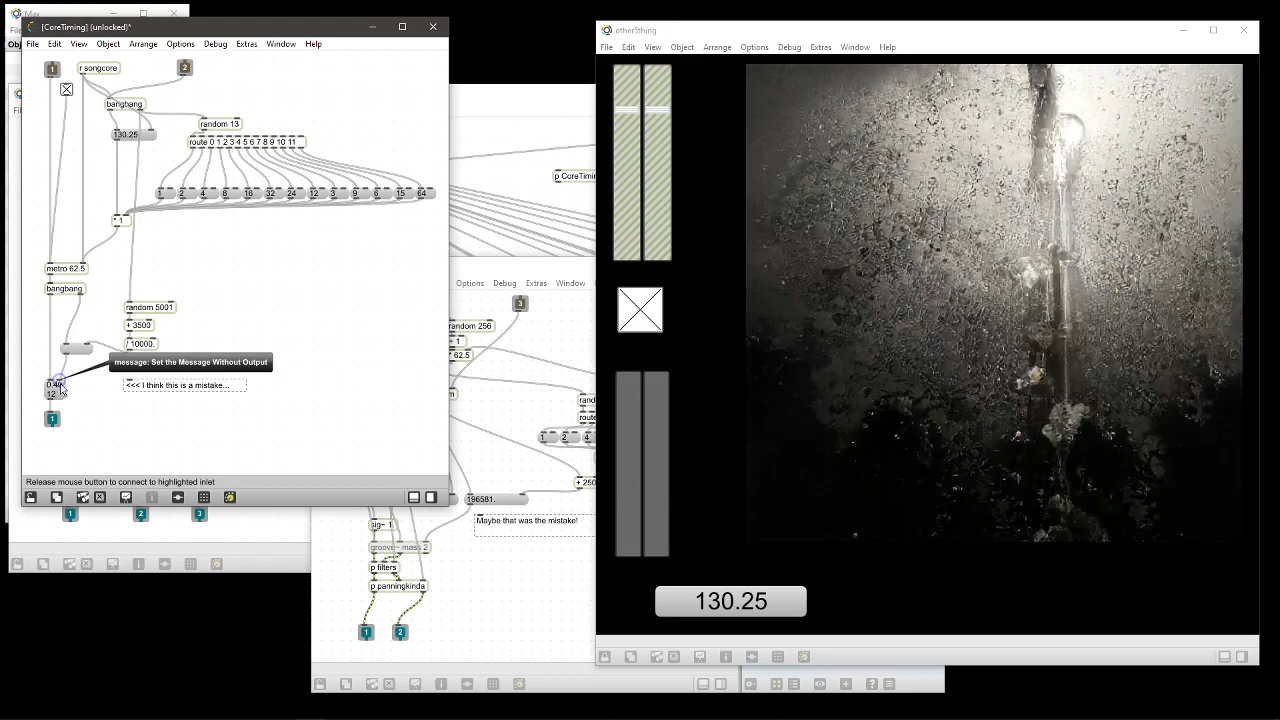 Max
[CoreTiming] (unlocked)*
File Edit View Object Arrange Options Debug Extras Window Help
1
r songcore
2
bangbang
130.25
random 13
route 0 1 2 3 4 5 6 7 8 9 10 11
1 2 4 8 16 32 24 12 3 9 6 15 64
* 1
metro 62.5
bangbang
random 5001
+ 3500
/ 10000.
message: Set the Message Without Output
12
<<< I think this is a mistake...
1
Release mouse button to connect to highlighted inlet
1 2 3
p CoreTimin
Options Debug Extras Window
3
random 256
+ 1
* 62.5
1 2 4
+ 250
196581.
Maybe that was the mistake!
sig~ 1.
groove~ mass 2
p filters
p panningkinda
1 2
other5thing
File Edit View Object Arrange Options Debug Extras Window Help
130.25